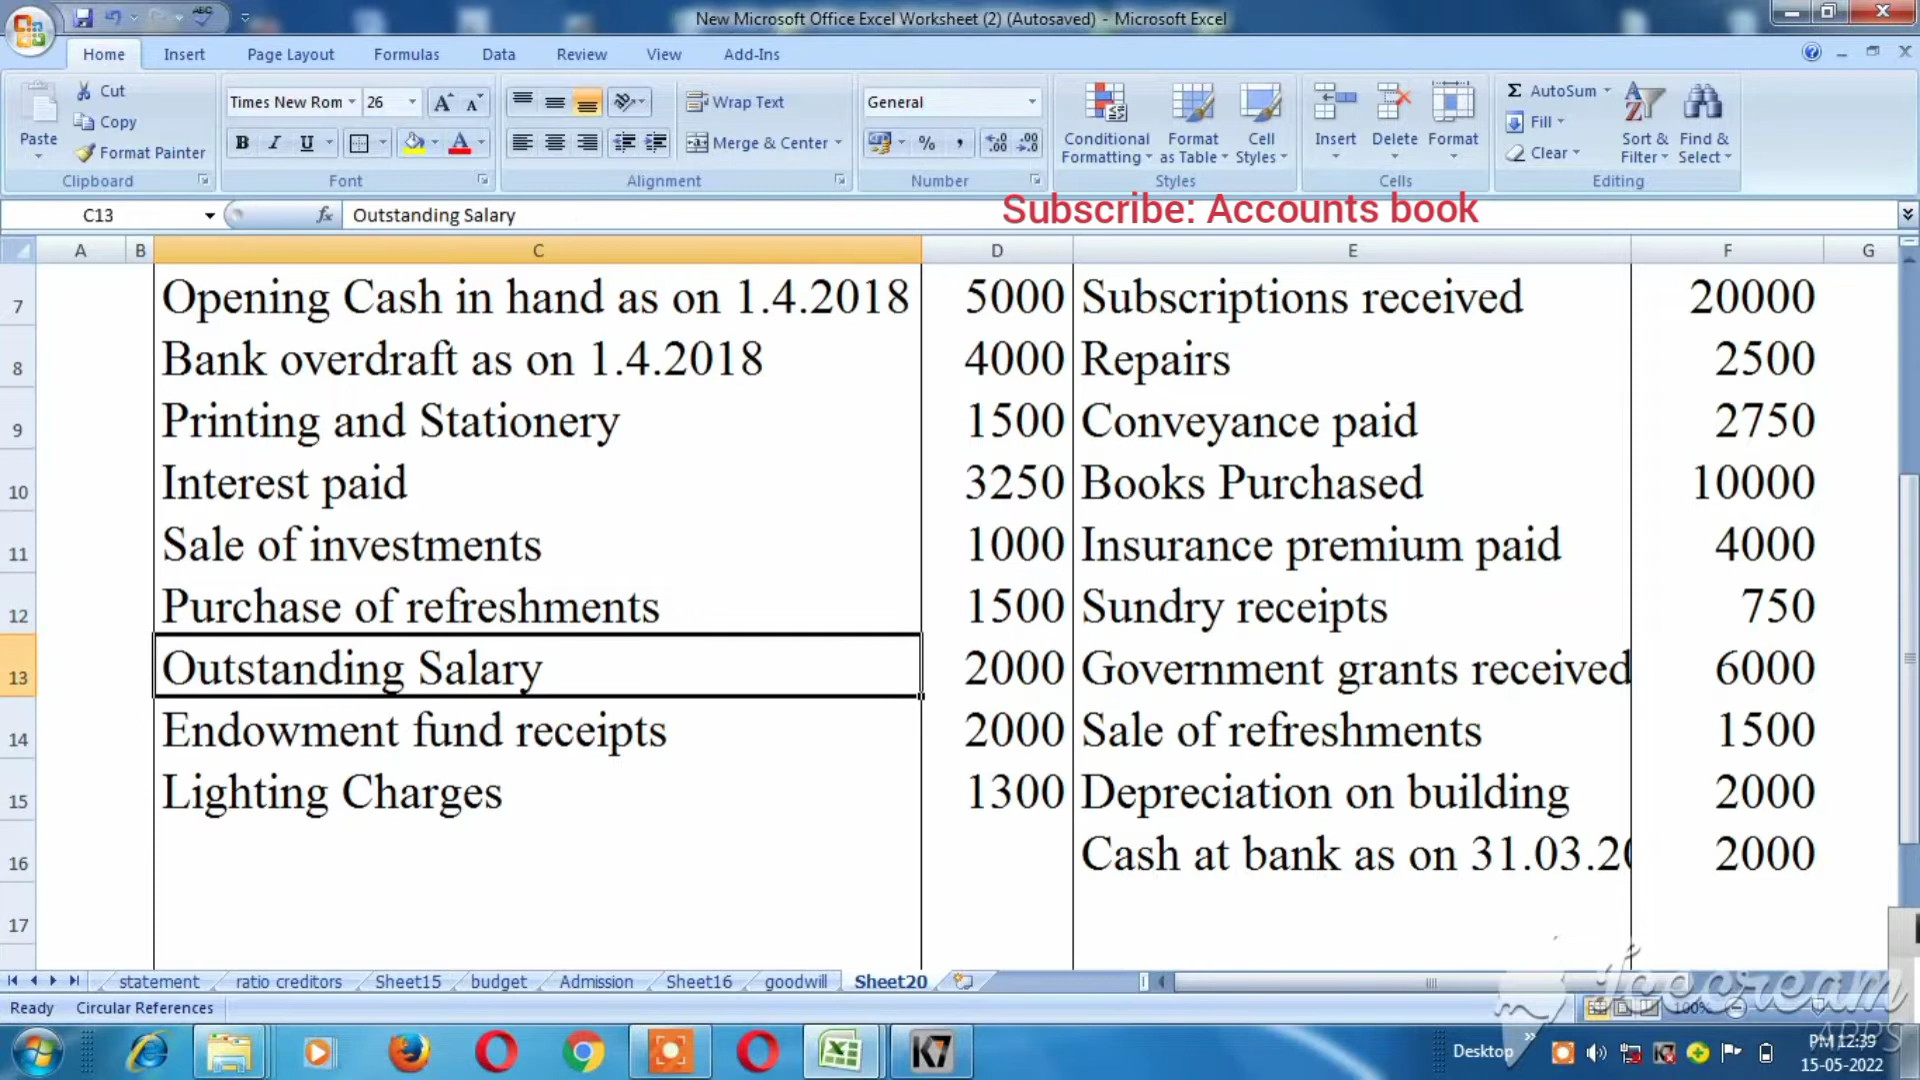 New Microsoft Office Excel Worksheet (2) (Autosaved) - Microsoft Excel
Home Insert Page Layout Formulas Data Review View Add-Ins
Paste
Cut
Copy
Format Painter
Clipboard
Times New Rom 26
B I U
Font
Wrap Text
Merge & Center
Alignment
General
%
Number
Conditional Formatting
Format as Table
Cell Styles
Styles
Insert Delete Format
Cells
AutoSum
Fill
Clear
Sort & Filter
Find & Select
Editing
C13 fx Outstanding Salary
Subscribe: Accounts book
A B C D E F G
7 Opening Cash in hand as on 1.4.2018 5000 Subscriptions received 20000
8 Bank overdraft as on 1.4.2018 4000 Repairs 2500
9 Printing and Stationery 1500 Conveyance paid 2750
10 Interest paid 3250 Books Purchased 10000
11 Sale of investments 1000 Insurance premium paid 4000
12 Purchase of refreshments 1500 Sundry receipts 750
13 Outstanding Salary 2000 Government grants received 6000
14 Endowment fund receipts 2000 Sale of refreshments 1500
15 Lighting Charges 1300 Depreciation on building 2000
16 Cash at bank as on 31.03.20 2000
17
statement ratio creditors Sheet15 budget Admission Sheet16 goodwill Sheet20
Ready Circular References 100%
Icecream
APPS
K7 Desktop PM 12:39
15-05-2022